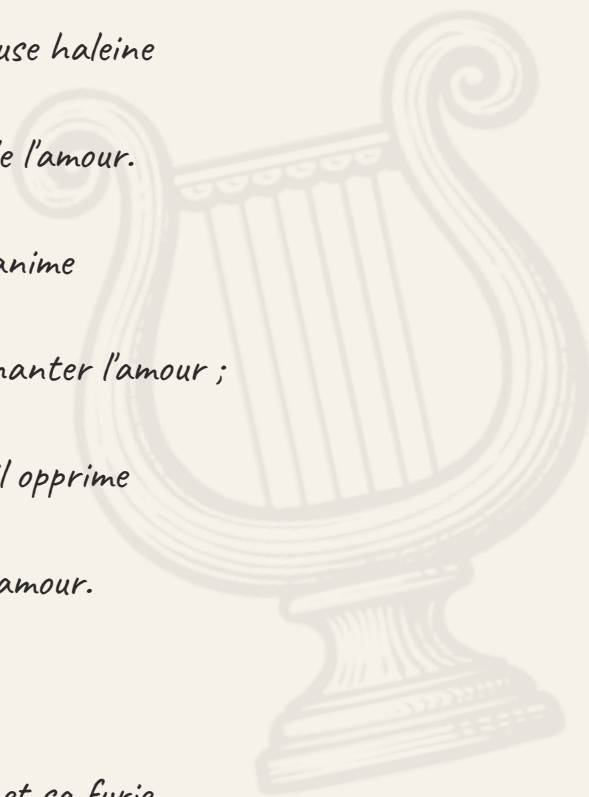 use haleine
e l'amour.
anime
hanter l'amour ;
l opprime
amour.
et sa furie